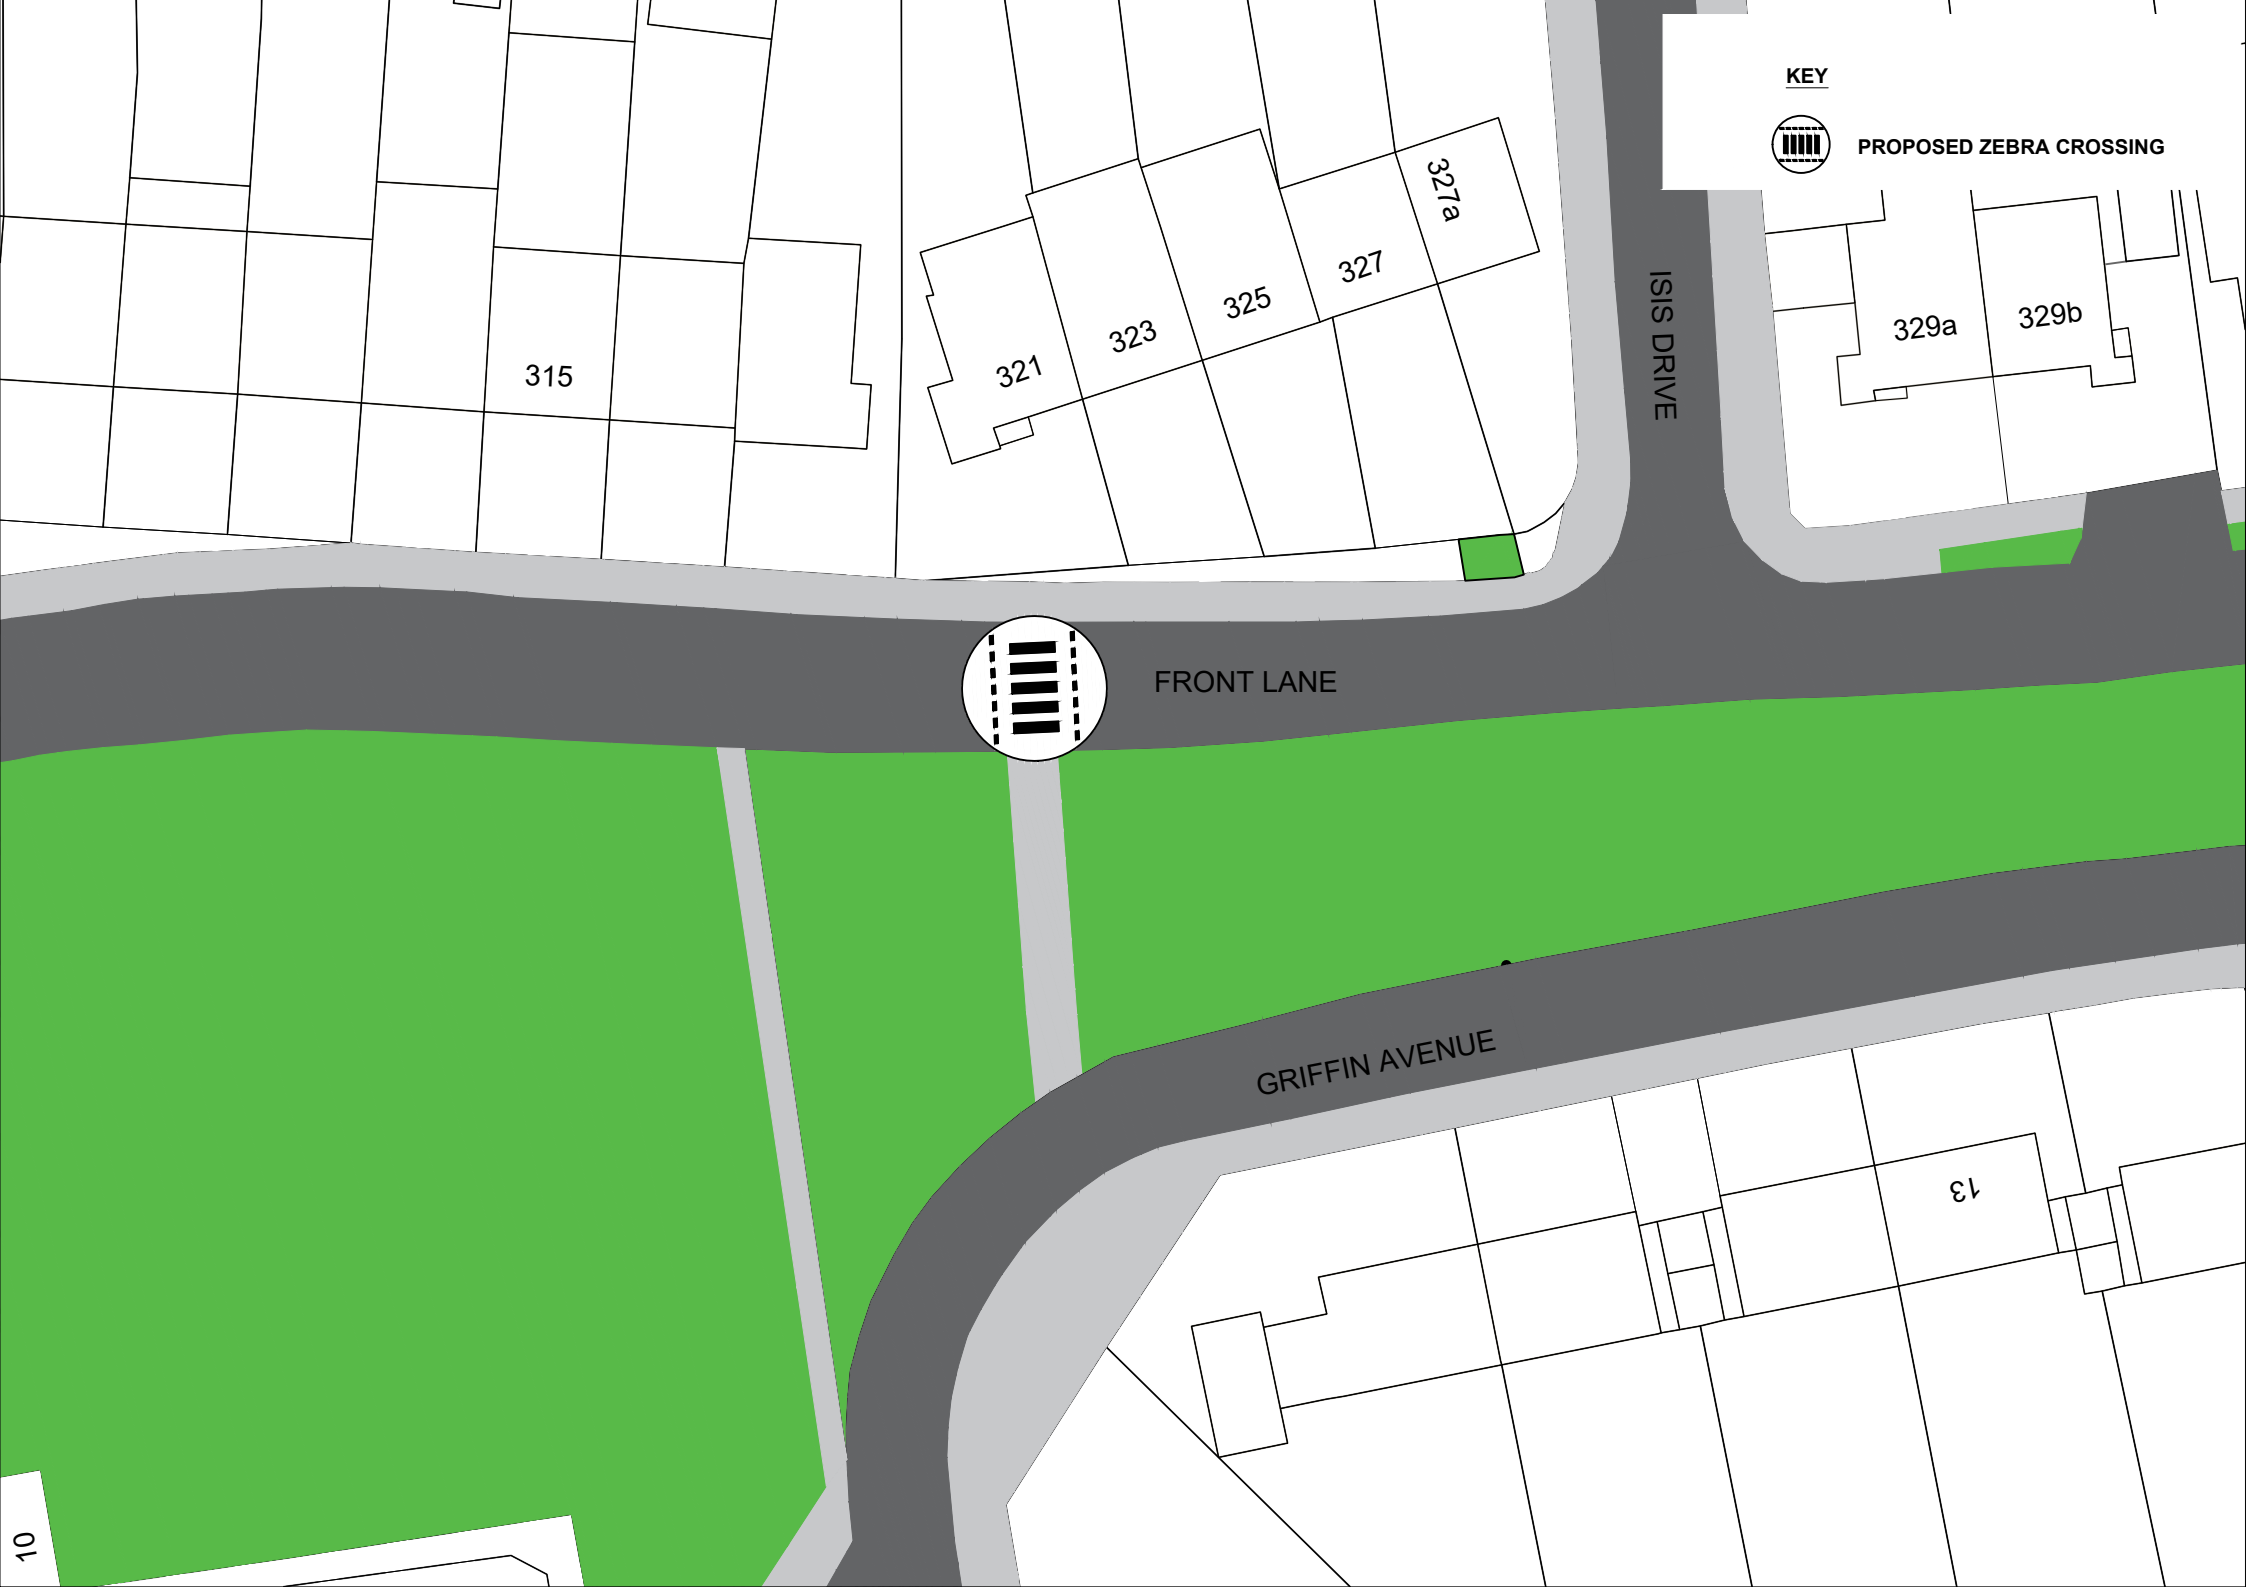 KEY
PROPOSED ZEBRA CROSSING
327a
327
325
323
321
315
ISIS DRIVE
329a
329b
FRONT LANE
GRIFFIN AVENUE
13
10